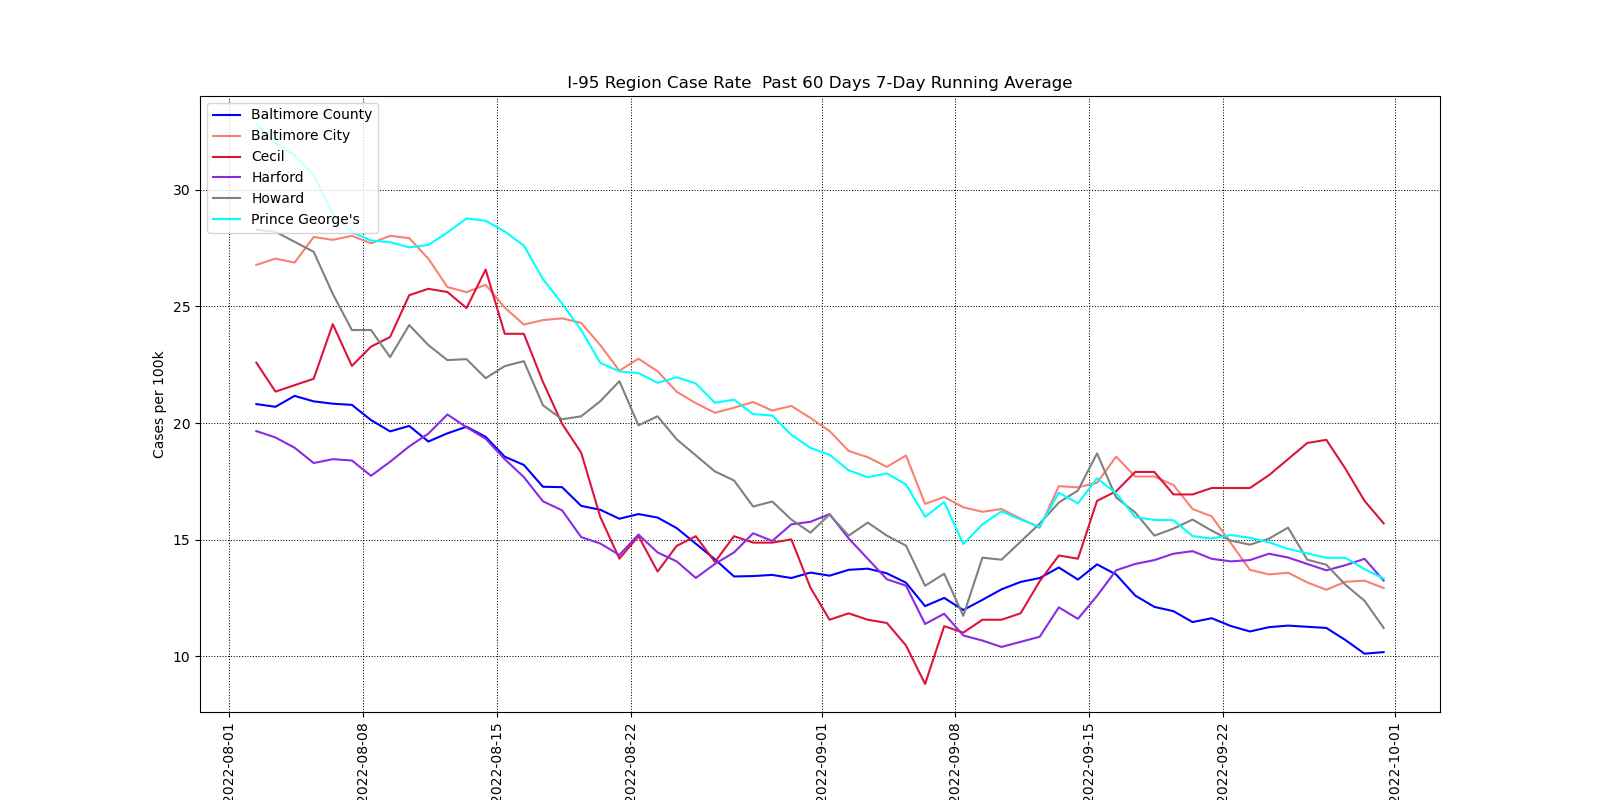 I-95 Region Case Rate  Past 60 Days 7-Day Running Average
Baltimore County
Baltimore City
Cecil
Harford
Howard
Prince George's
Cases per 100k
30
25
20
15
10
2022-08-01
2022-08-08
2022-08-15
2022-08-22
2022-09-01
2022-09-08
2022-09-15
2022-09-22
2022-10-01